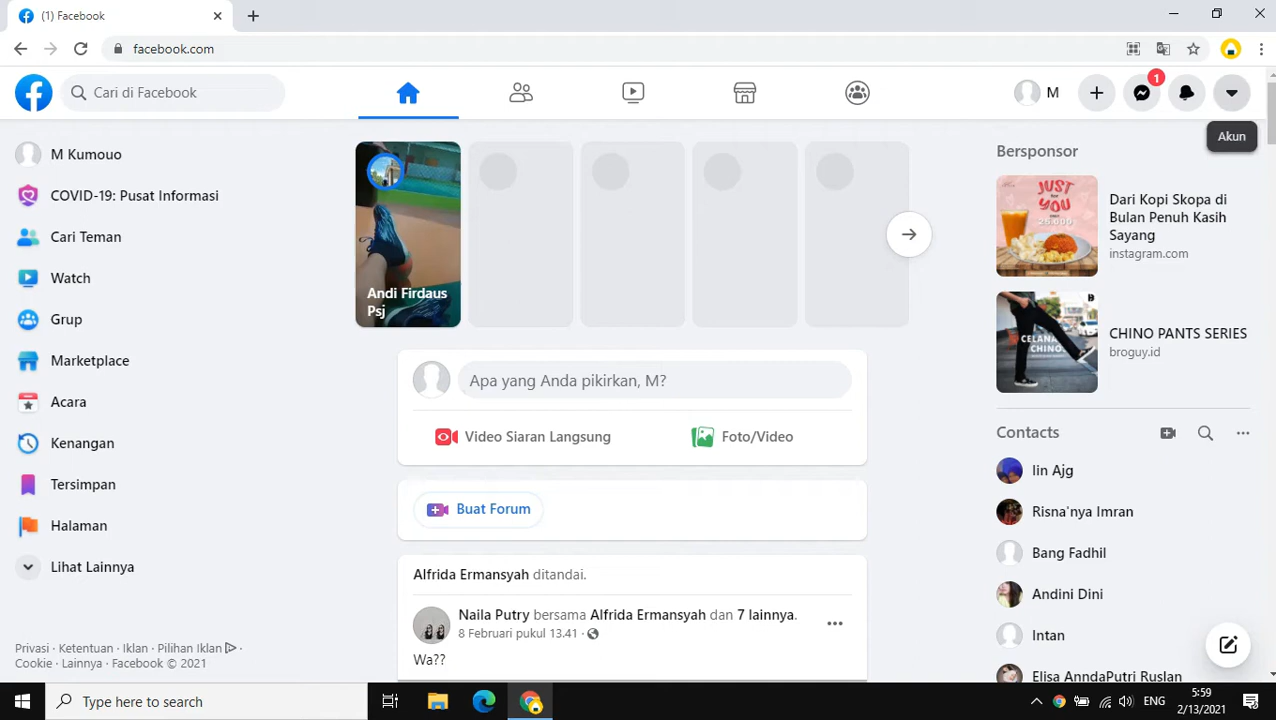 (1) Facebook
facebook.com
Cari di Facebook
M
1
Akun
M Kumouo
COVID-19: Pusat Informasi
Cari Teman
Watch
Grup
Marketplace
Acara
Kenangan
Tersimpan
Halaman
Lihat Lainnya
Privasi · Ketentuan · Iklan · Pilihan Iklan ·
Cookie · Lainnya · Facebook © 2021
Andi Firdaus
Psj
Apa yang Anda pikirkan, M?
Video Siaran Langsung
Foto/Video
Buat Forum
Alfrida Ermansyah ditandai.
Naila Putry bersama Alfrida Ermansyah dan 7 lainnya.
8 Februari pukul 13.41 ·
Wa??
Bersponsor
JUST
for
YOU
Dari Kopi Skopa di
Bulan Penuh Kasih
Sayang
instagram.com
CELANA
CHINO
CHINO PANTS SERIES
broguy.id
Contacts
Iin Ajg
Risna'nya Imran
Bang Fadhil
Andini Dini
Intan
Elisa AnndaPutri Ruslan
Type here to search
ENG
5:59
2/13/2021